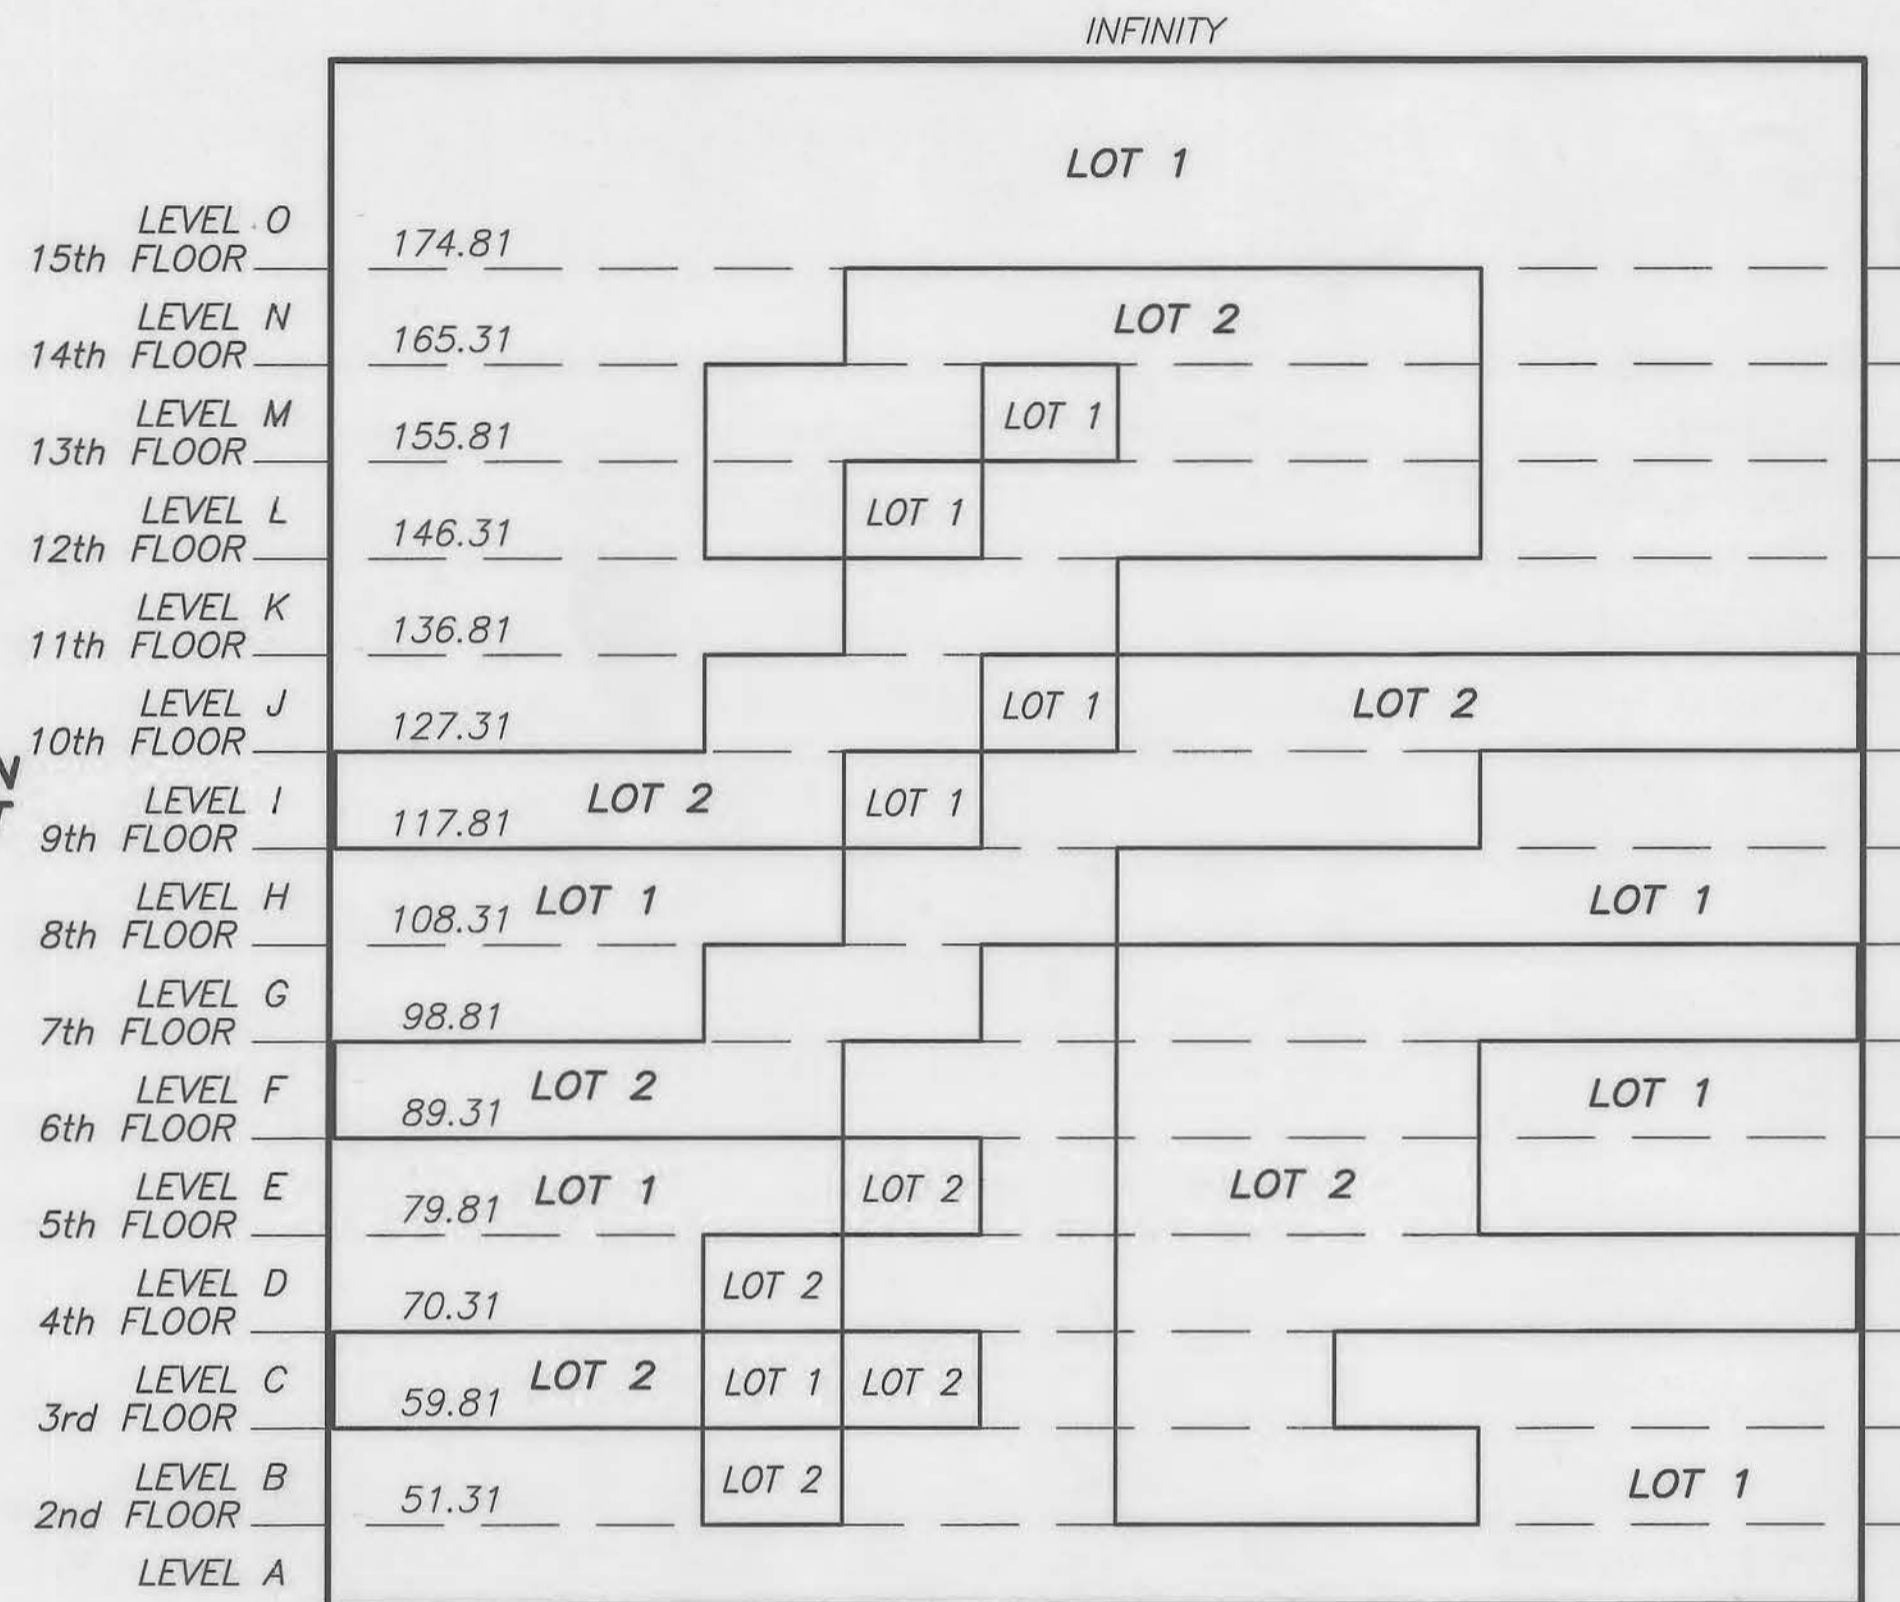 INFINITY
LOT 1
LEVEL O
15th FLOOR
174.81
LEVEL N
14th FLOOR
165.31
LOT 2
LEVEL M
13th FLOOR
155.81
LOT 1
LEVEL L
12th FLOOR
146.31
LOT 1
LEVEL K
11th FLOOR
136.81
LEVEL J
10th FLOOR
127.31
LOT 1
LOT 2
N
T
LEVEL I
9th FLOOR
117.81
LOT 2
LOT 1
LEVEL H
8th FLOOR
108.31
LOT 1
LOT 1
LEVEL G
7th FLOOR
98.81
LEVEL F
6th FLOOR
89.31
LOT 2
LOT 1
LEVEL E
5th FLOOR
79.81
LOT 1
LOT 2
LOT 2
LEVEL D
4th FLOOR
70.31
LOT 2
LEVEL C
3rd FLOOR
59.81
LOT 2
LOT 1
LOT 2
LEVEL B
2nd FLOOR
51.31
LOT 2
LOT 1
LEVEL A